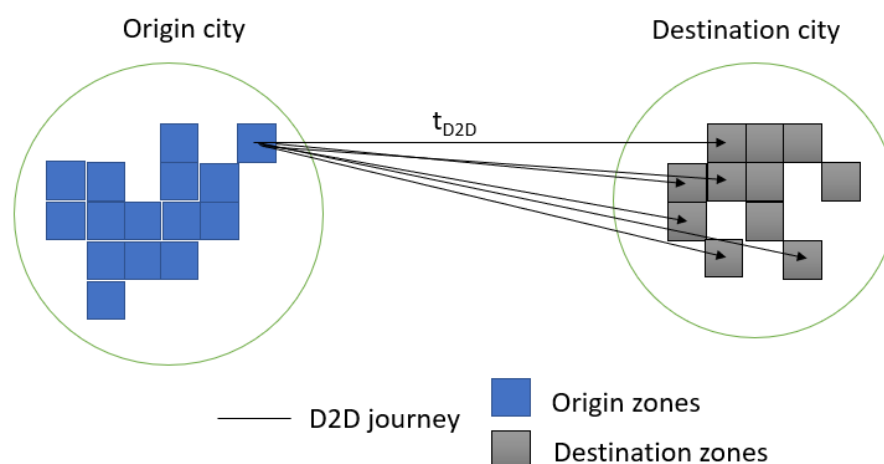 Origin city
Destination city
tD2D
D2D journey
Origin zones
Destination zones